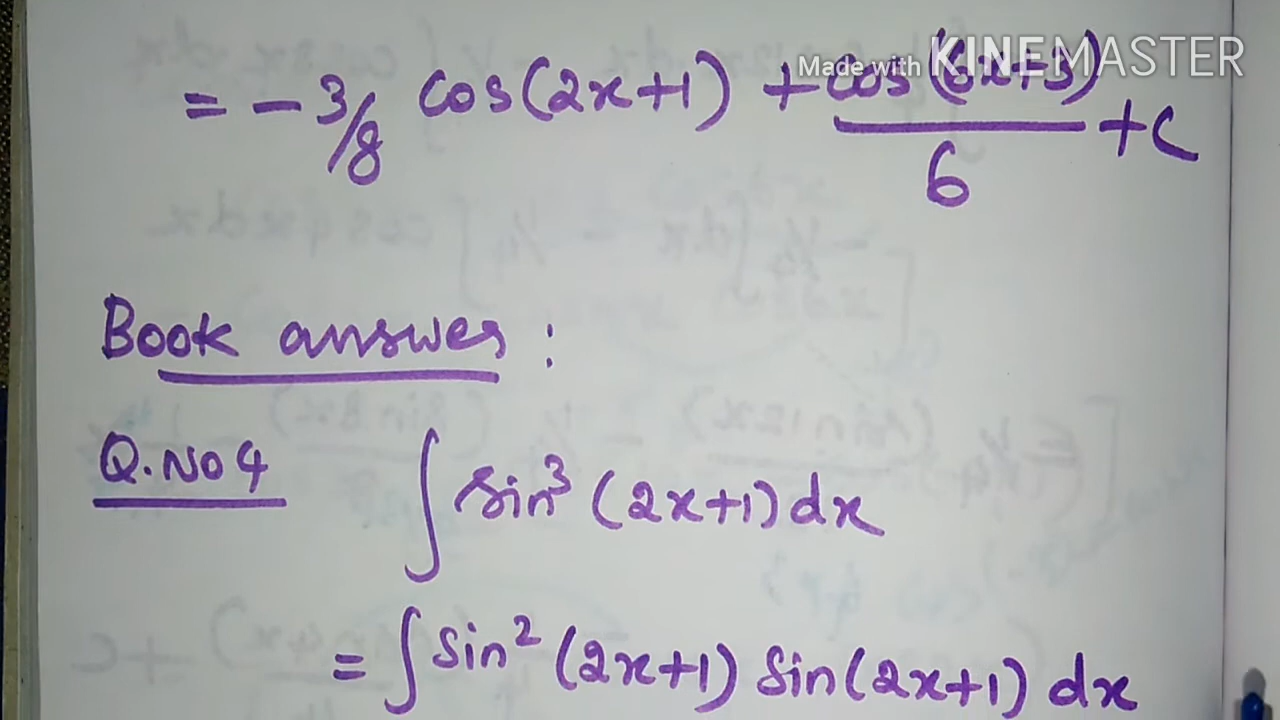 Made with KINEMASTER
= - 3/8 cos(2x+1) + cos(6x+3)/6 + c
Book answer :
Q.No 4 ∫ sin³ (2x+1) dx
= ∫ sin² (2x+1) sin(2x+1) dx